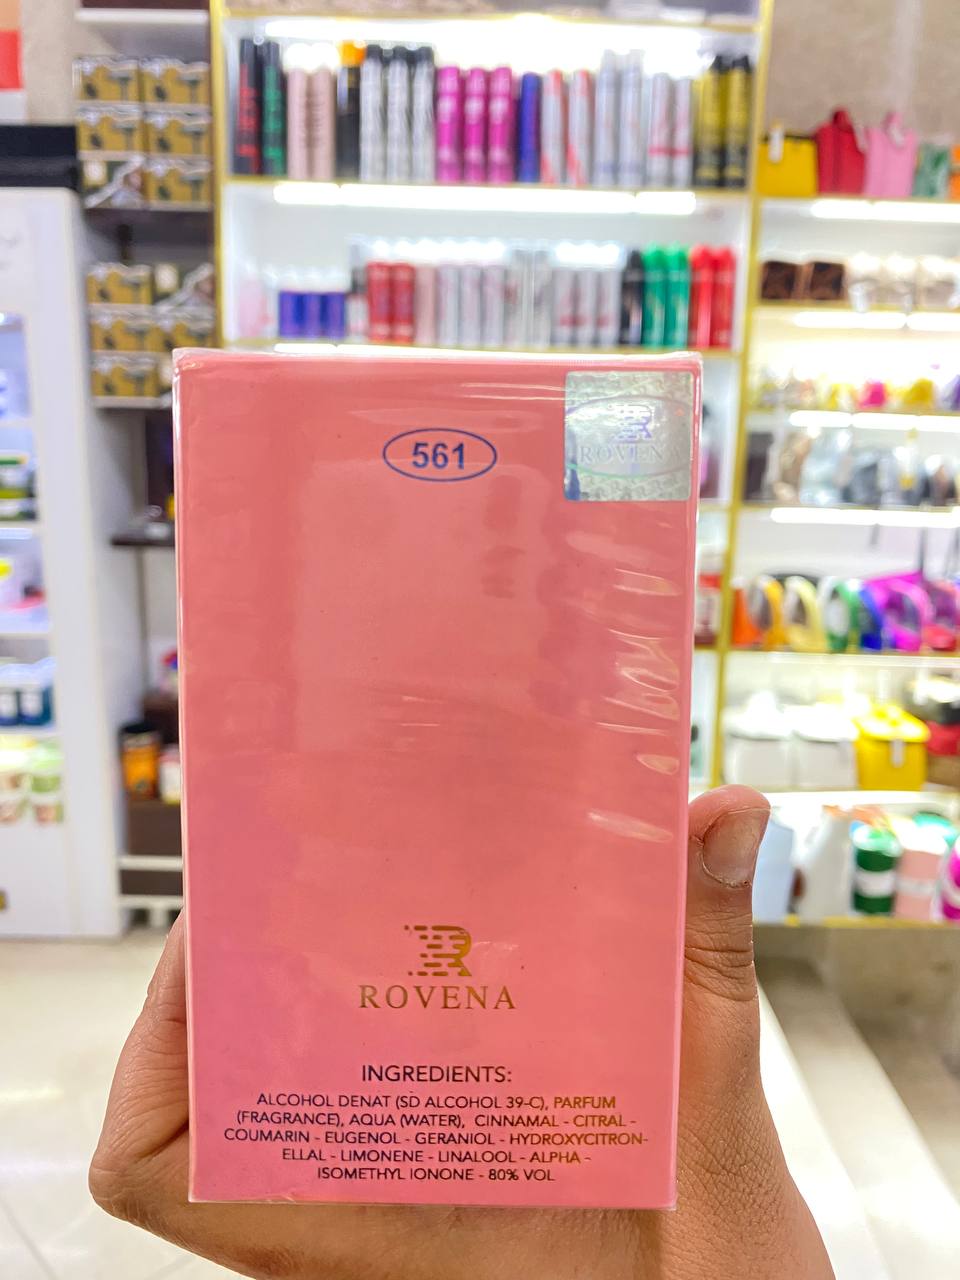 561
ROVENA
ROVENA
INGREDIENTS:
ALCOHOL DENAT (SD ALCOHOL 39-C), PARFUM
(FRAGRANCE), AQUA (WATER), CINNAMAL - CITRAL -
COUMARIN - EUGENOL - GERANIOL - HYDROXYCITRON-
ELLAL - LIMONENE - LINALOOL - ALPHA -
ISOMETHYL IONONE - 80% VOL